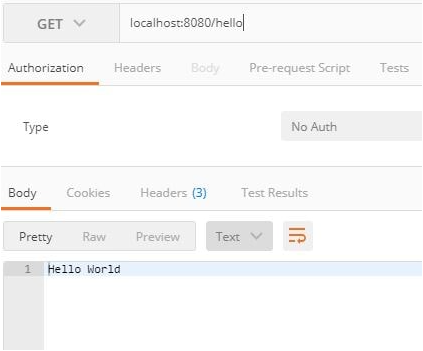 GET localhost:8080/hello
Authorization Headers Body Pre-request Script Tests
Type No Auth
Body Cookies Headers (3) Test Results
Pretty Raw Preview Text
1 Hello World